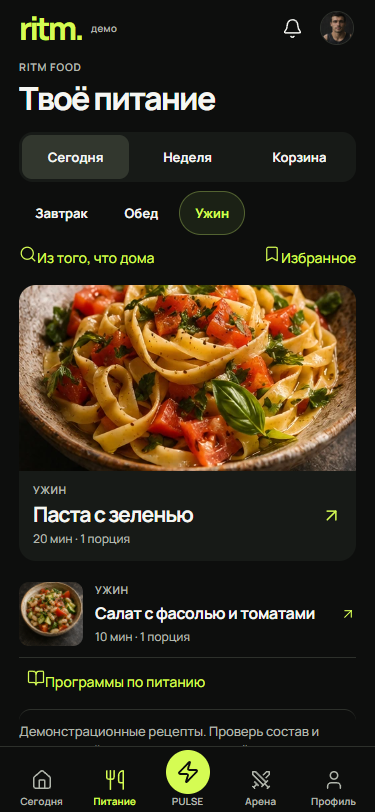 ritm. демо
RITM FOOD
Твоё питание
Сегодня Неделя Корзина
Завтрак Обед Ужин
Из того, что дома Избранное
УЖИН
Паста с зеленью
20 мин · 1 порция
УЖИН
Салат с фасолью и томатами
10 мин · 1 порция
Программы по питанию
Демонстрационные рецепты. Проверь состав и
Сегодня Питание PULSE Арена Профиль